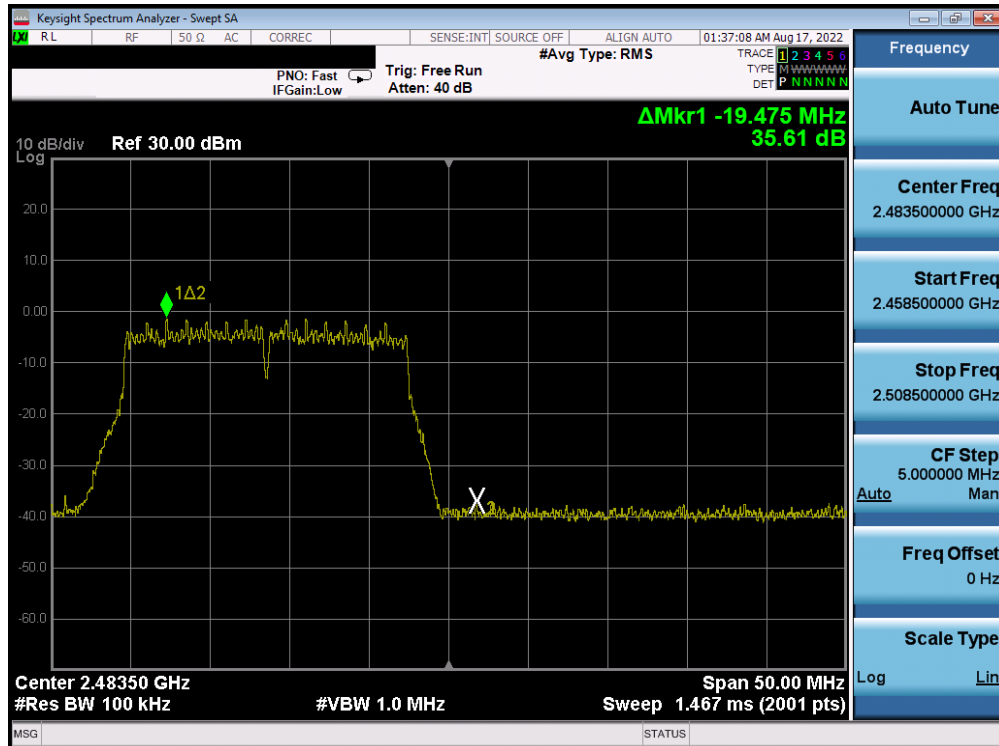 Keysight Spectrum Analyzer - Swept SA
LXI RL RF 50 Ω AC CORREC SENSE:INT SOURCE OFF ALIGN AUTO 01:37:08 AM Aug 17, 2022
#Avg Type: RMS
TRACE 1 2 3 4 5 6
PNO: Fast Trig: Free Run
TYPE M WWWWW
IFGain:Low Atten: 40 dB
DET P N N N N N
ΔMkr1 -19.475 MHz
35.61 dB
10 dB/div Ref 30.00 dBm
Log
20.0
10.0
1Δ2
0.00
-10.0
-20.0
-30.0
X2
-40.0
-50.0
-60.0
Center 2.48350 GHz Span 50.00 MHz
#Res BW 100 kHz #VBW 1.0 MHz Sweep 1.467 ms (2001 pts)
MSG STATUS
Frequency
Auto Tune
Center Freq
2.483500000 GHz
Start Freq
2.458500000 GHz
Stop Freq
2.508500000 GHz
CF Step
5.000000 MHz
Auto Man
Freq Offset
0 Hz
Scale Type
Log Lin